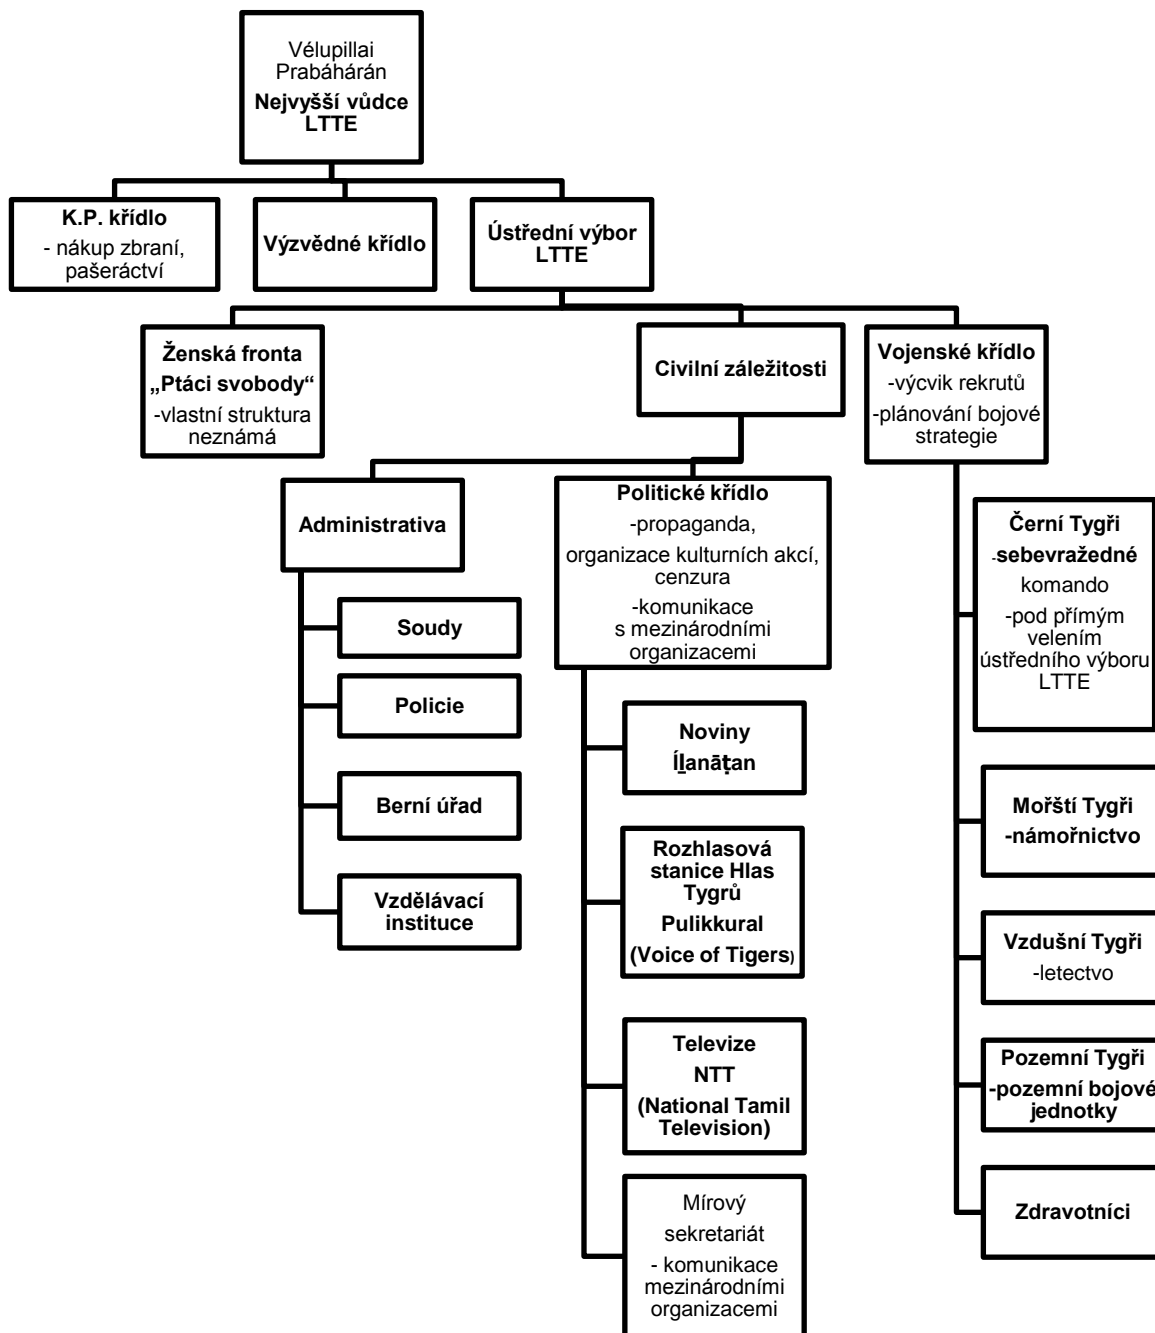 Vélupillai
Prabáhárán
Nejvyšší vůdce
LTTE
K.P. křídlo
- nákup zbraní,
pašeráctví
Výzvědné křídlo
Ústřední výbor
LTTE
Ženská fronta
„Ptáci svobody“
-vlastní struktura
neznámá
Civilní záležitosti
Vojenské křídlo
-výcvik rekrutů
-plánování bojové
strategie
Administrativa
Soudy
Policie
Berní úřad
Vzdělávací
instituce
Politické křídlo
-propaganda,
organizace kulturních akcí,
cenzura
-komunikace
s mezinárodními
organizacemi
Noviny
Íḻanāṭan
Rozhlasová
stanice Hlas
Tygrů
Pulikkural
(Voice of Tigers)
Televize
NTT
(National Tamil
Television)
Mírový
sekretariát
- komunikace
mezinárodními
organizacemi
Černí Tygři
-sebevražedné
komando
-pod přímým
velením
ústředního výboru
LTTE
Mořští Tygři
-námořnictvo
Vzdušní Tygři
-letectvo
Pozemní Tygři
-pozemní bojové
jednotky
Zdravotníci